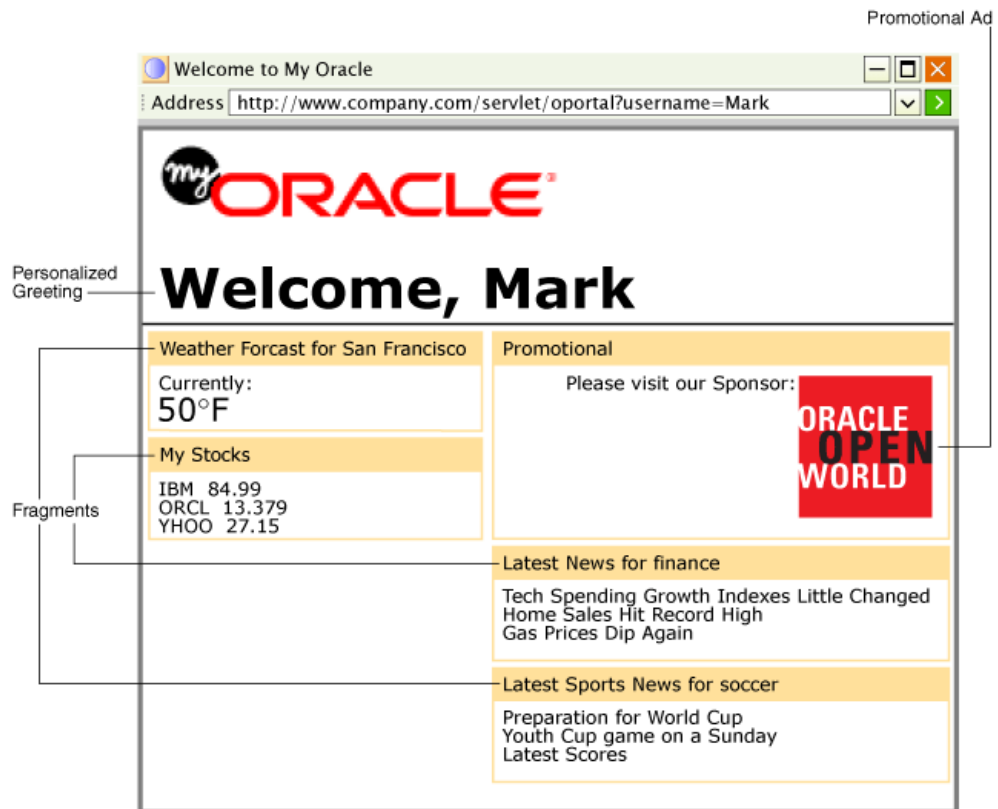 Promotional Ad
Welcome to My Oracle
Address http://www.company.com/servlet/oportal?username=Mark
my ORACLE®
Personalized
Greeting
Welcome, Mark
Weather Forcast for San Francisco
Currently:
50°F
My Stocks
IBM 84.99
ORCL 13.379
YHOO 27.15
Fragments
Promotional
Please visit our Sponsor:
ORACLE
OPEN
WORLD
Latest News for finance
Tech Spending Growth Indexes Little Changed
Home Sales Hit Record High
Gas Prices Dip Again
Latest Sports News for soccer
Preparation for World Cup
Youth Cup game on a Sunday
Latest Scores